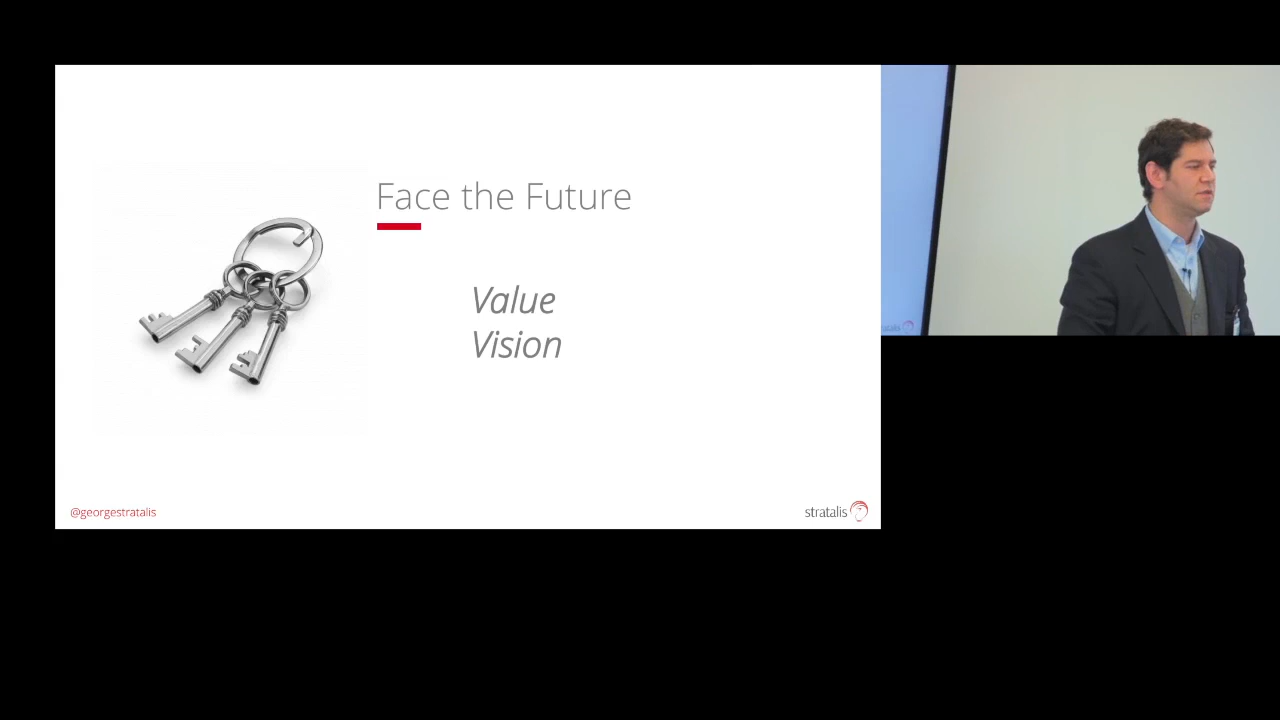 Face the Future
Value
Vision
@georgestratalis
stratalis